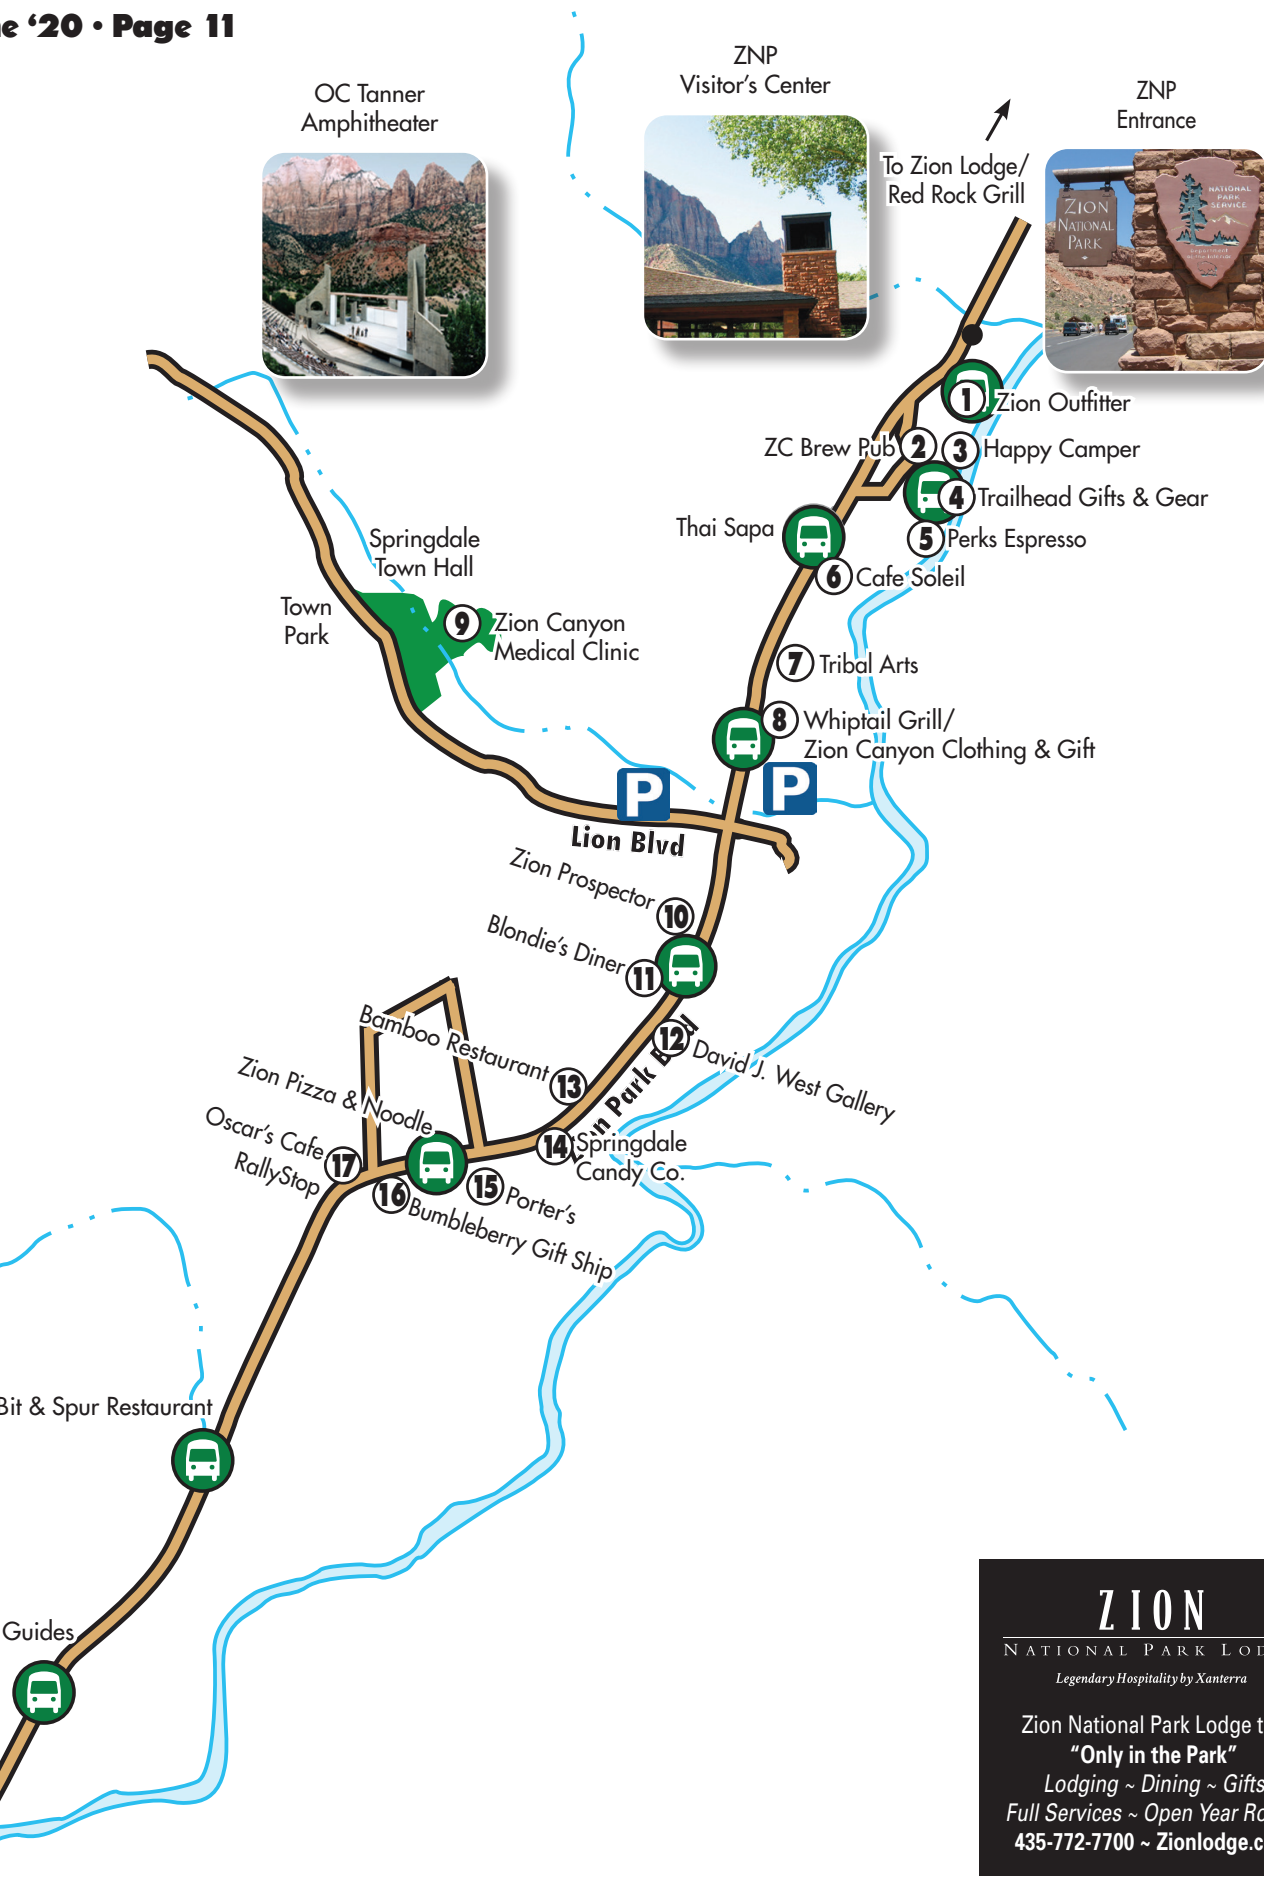 ne ‘20 • Page 11
OC Tanner
Amphitheater
ZNP
Visitor’s Center
ZNP
Entrance
To Zion Lodge/
Red Rock Grill
ZION
NATIONAL
PARK
NATIONAL
PARK
SERVICE
1 Zion Outfitter
ZC Brew Pub 2
3 Happy Camper
4 Trailhead Gifts & Gear
Thai Sapa
5 Perks Espresso
6 Cafe Soleil
Springdale
Town Hall
Town
Park
9 Zion Canyon
Medical Clinic
7 Tribal Arts
8 Whiptail Grill/
Zion Canyon Clothing & Gift
P
P
Lion Blvd
Zion Prospector 10
Blondie’s Diner 11
12 David J. West Gallery
Park
Bamboo Restaurant 13
Zion Pizza & Noodle
14 Springdale
Candy Co.
Oscar’s Cafe 17
RallyStop
15 Porter’s
16 Bumbleberry Gift Ship
Bit & Spur Restaurant
Guides
ZION
NATIONAL PARK LOD
Legendary Hospitality by Xanterra
Zion National Park Lodge t
“Only in the Park”
Lodging ~ Dining ~ Gifts
Full Services ~ Open Year Ro
435-772-7700 ~ Zionlodge.c